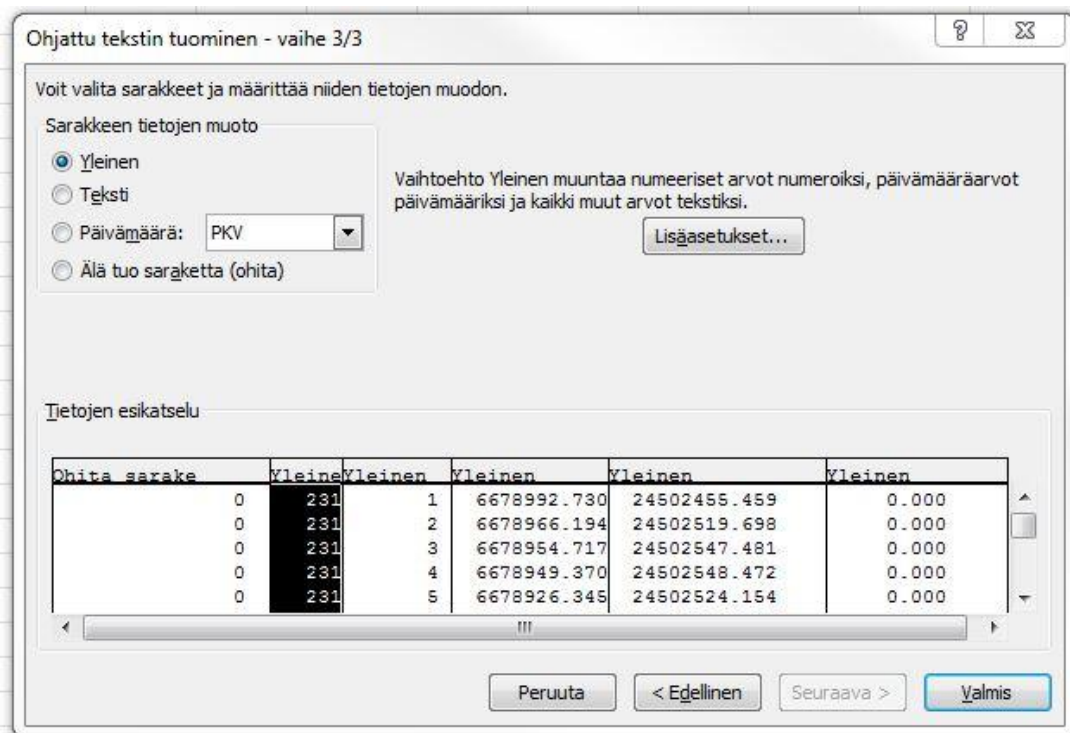 Ohjattu tekstin tuominen - vaihe 3/3
Voit valita sarakkeet ja määrittää niiden tietojen muodon.
Sarakkeen tietojen muoto
Yleinen
Teksti
Päivämäärä: PKV
Älä tuo saraketta (ohita)
Vaihtoehto Yleinen muuntaa numeeriset arvot numeroiksi, päivämääräarvot
päivämääriksi ja kaikki muut arvot tekstiksi.
Lisäasetukset...
Tietojen esikatselu
Ohita sarake Yleine Yleinen Yleinen Yleinen Yleinen
0 231 1 6678992.730 24502455.459 0.000
0 231 2 6678966.194 24502519.698 0.000
0 231 3 6678954.717 24502547.481 0.000
0 231 4 6678949.370 24502548.472 0.000
0 231 5 6678926.345 24502524.154 0.000
Peruuta < Edellinen Seuraava > Valmis